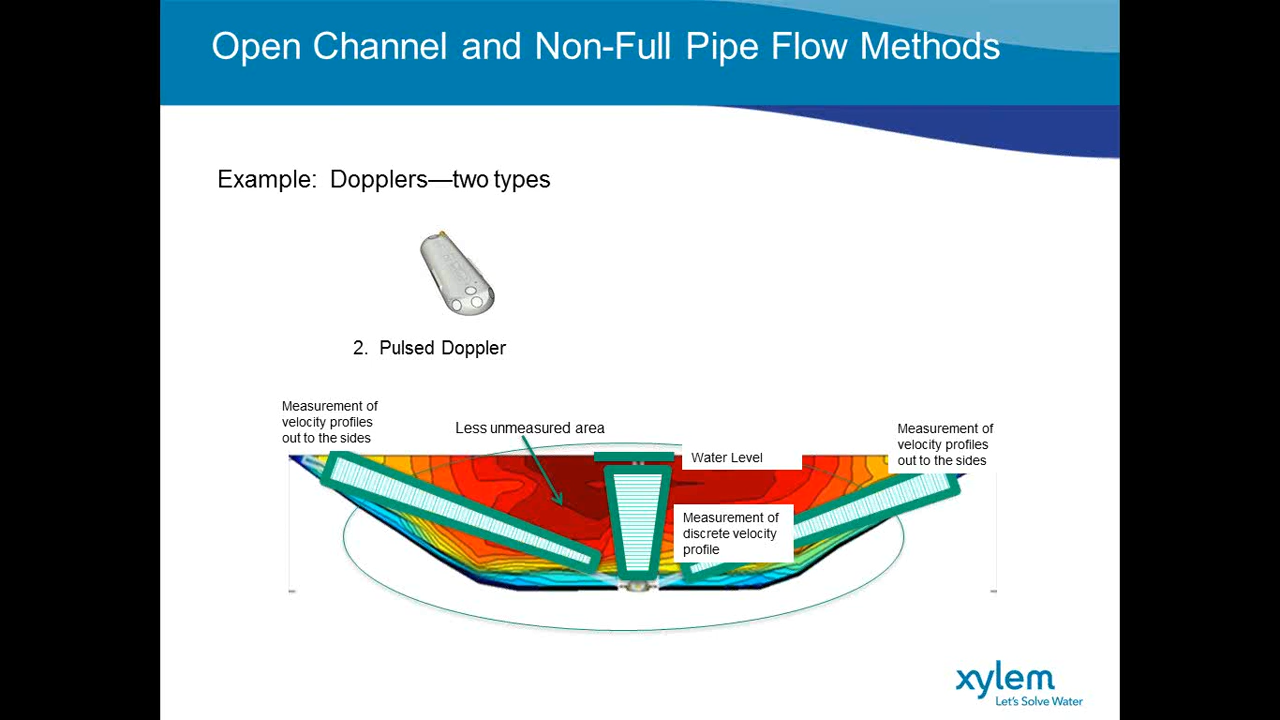 Open Channel and Non-Full Pipe Flow Methods
Example:  Dopplers—two types
2.  Pulsed Doppler
Measurement of
velocity profiles
out to the sides
Less unmeasured area
Water Level
Measurement of
velocity profiles
out to the sides
Measurement of
discrete velocity
profile
xylem
Let's Solve Water